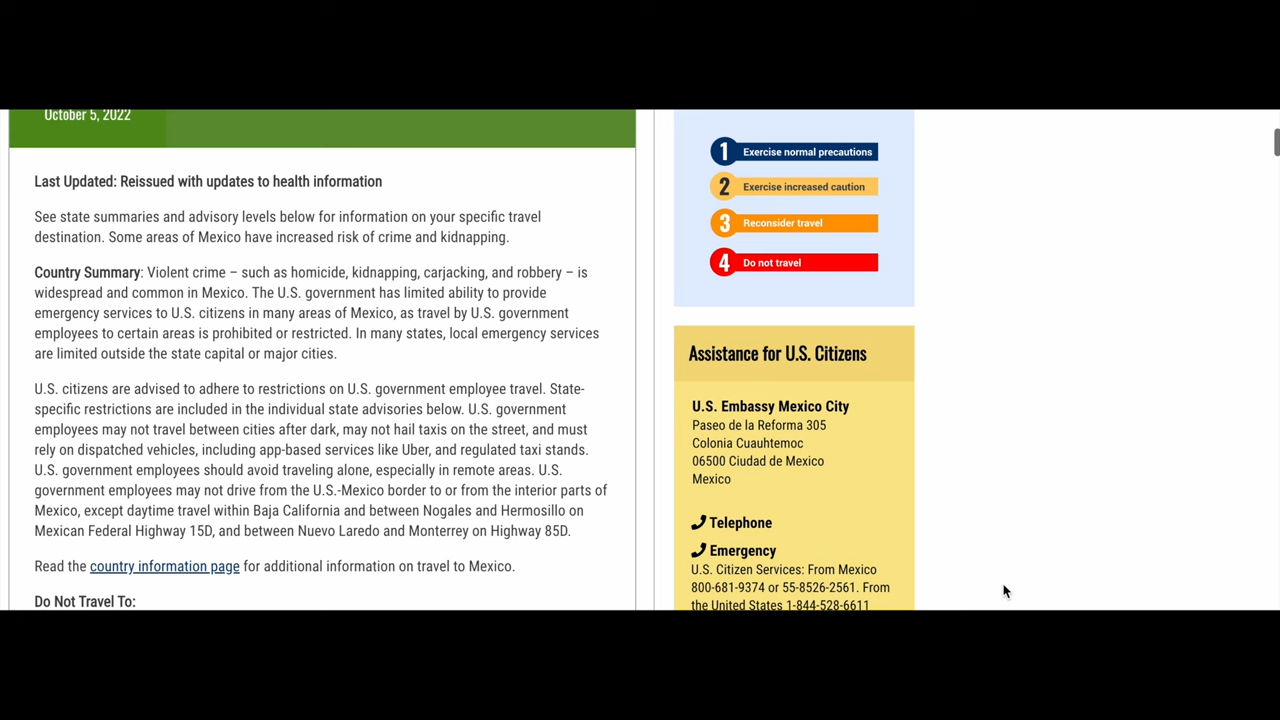 October 5, 2022
Last Updated: Reissued with updates to health information
See state summaries and advisory levels below for information on your specific travel
destination. Some areas of Mexico have increased risk of crime and kidnapping.
Country Summary: Violent crime – such as homicide, kidnapping, carjacking, and robbery – is
widespread and common in Mexico. The U.S. government has limited ability to provide
emergency services to U.S. citizens in many areas of Mexico, as travel by U.S. government
employees to certain areas is prohibited or restricted. In many states, local emergency services
are limited outside the state capital or major cities.
U.S. citizens are advised to adhere to restrictions on U.S. government employee travel. State-
specific restrictions are included in the individual state advisories below. U.S. government
employees may not travel between cities after dark, may not hail taxis on the street, and must
rely on dispatched vehicles, including app-based services like Uber, and regulated taxi stands.
U.S. government employees should avoid traveling alone, especially in remote areas. U.S.
government employees may not drive from the U.S.-Mexico border to or from the interior parts of
Mexico, except daytime travel within Baja California and between Nogales and Hermosillo on
Mexican Federal Highway 15D, and between Nuevo Laredo and Monterrey on Highway 85D.
Read the country information page for additional information on travel to Mexico.
Do Not Travel To:
1 Exercise normal precautions
2 Exercise increased caution
3 Reconsider travel
4 Do not travel
Assistance for U.S. Citizens
U.S. Embassy Mexico City
Paseo de la Reforma 305
Colonia Cuauhtemoc
06500 Ciudad de Mexico
Mexico
Telephone
Emergency
U.S. Citizen Services: From Mexico
800-681-9374 or 55-8526-2561. From
the United States 1-844-528-6611